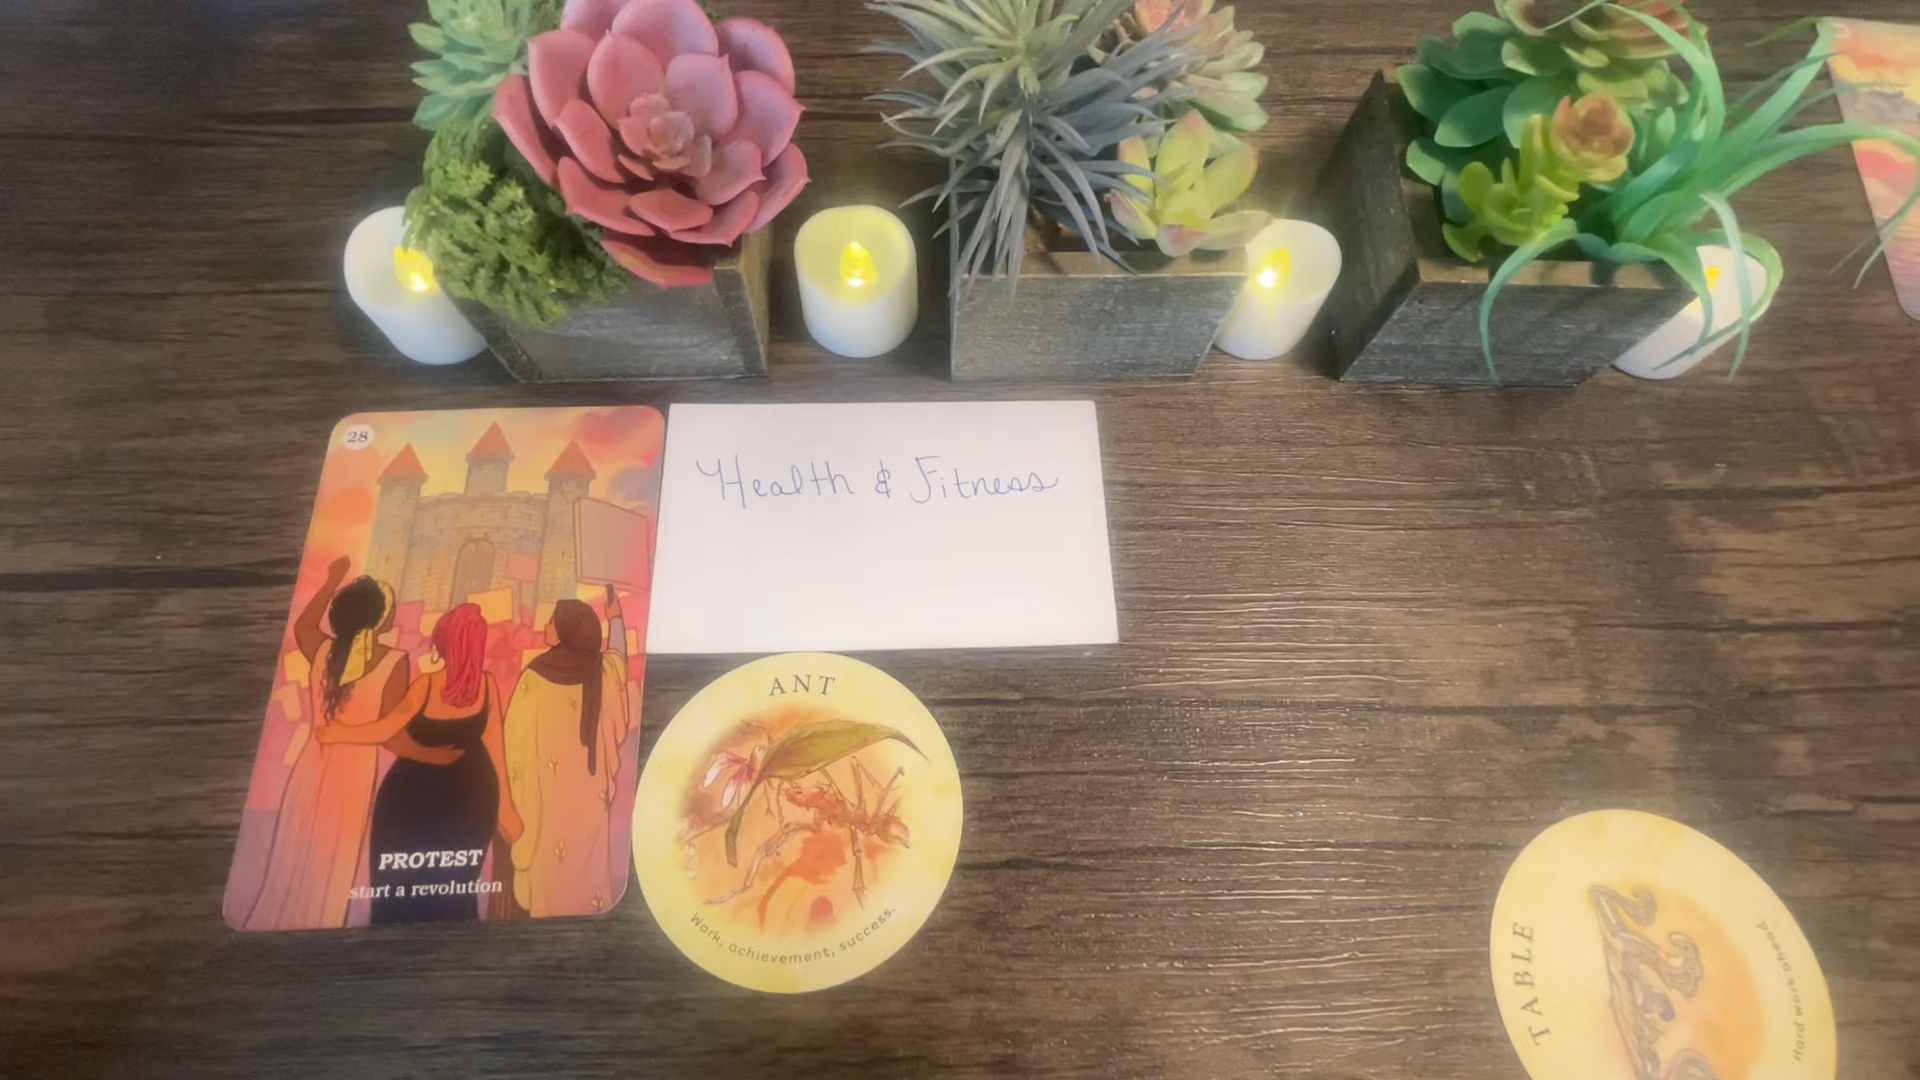 28
Health & Fitness
PROTEST
start a revolution
ANT
Work, achievement, success.
TABLE
Hard work ahead.